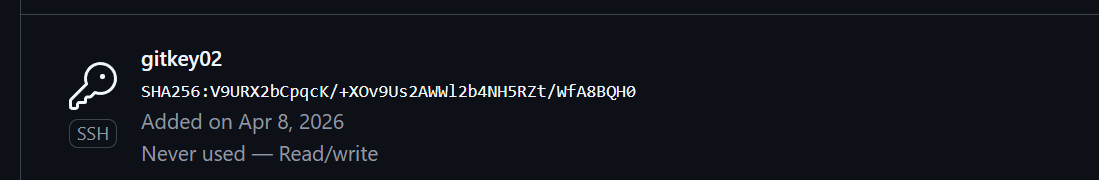 gitkey02
SHA256:V9URX2bCpqcK/+XOv9Us2AWWl2b4NH5RZt/WfA8BQH0
SSH
Added on Apr 8, 2026
Never used — Read/write